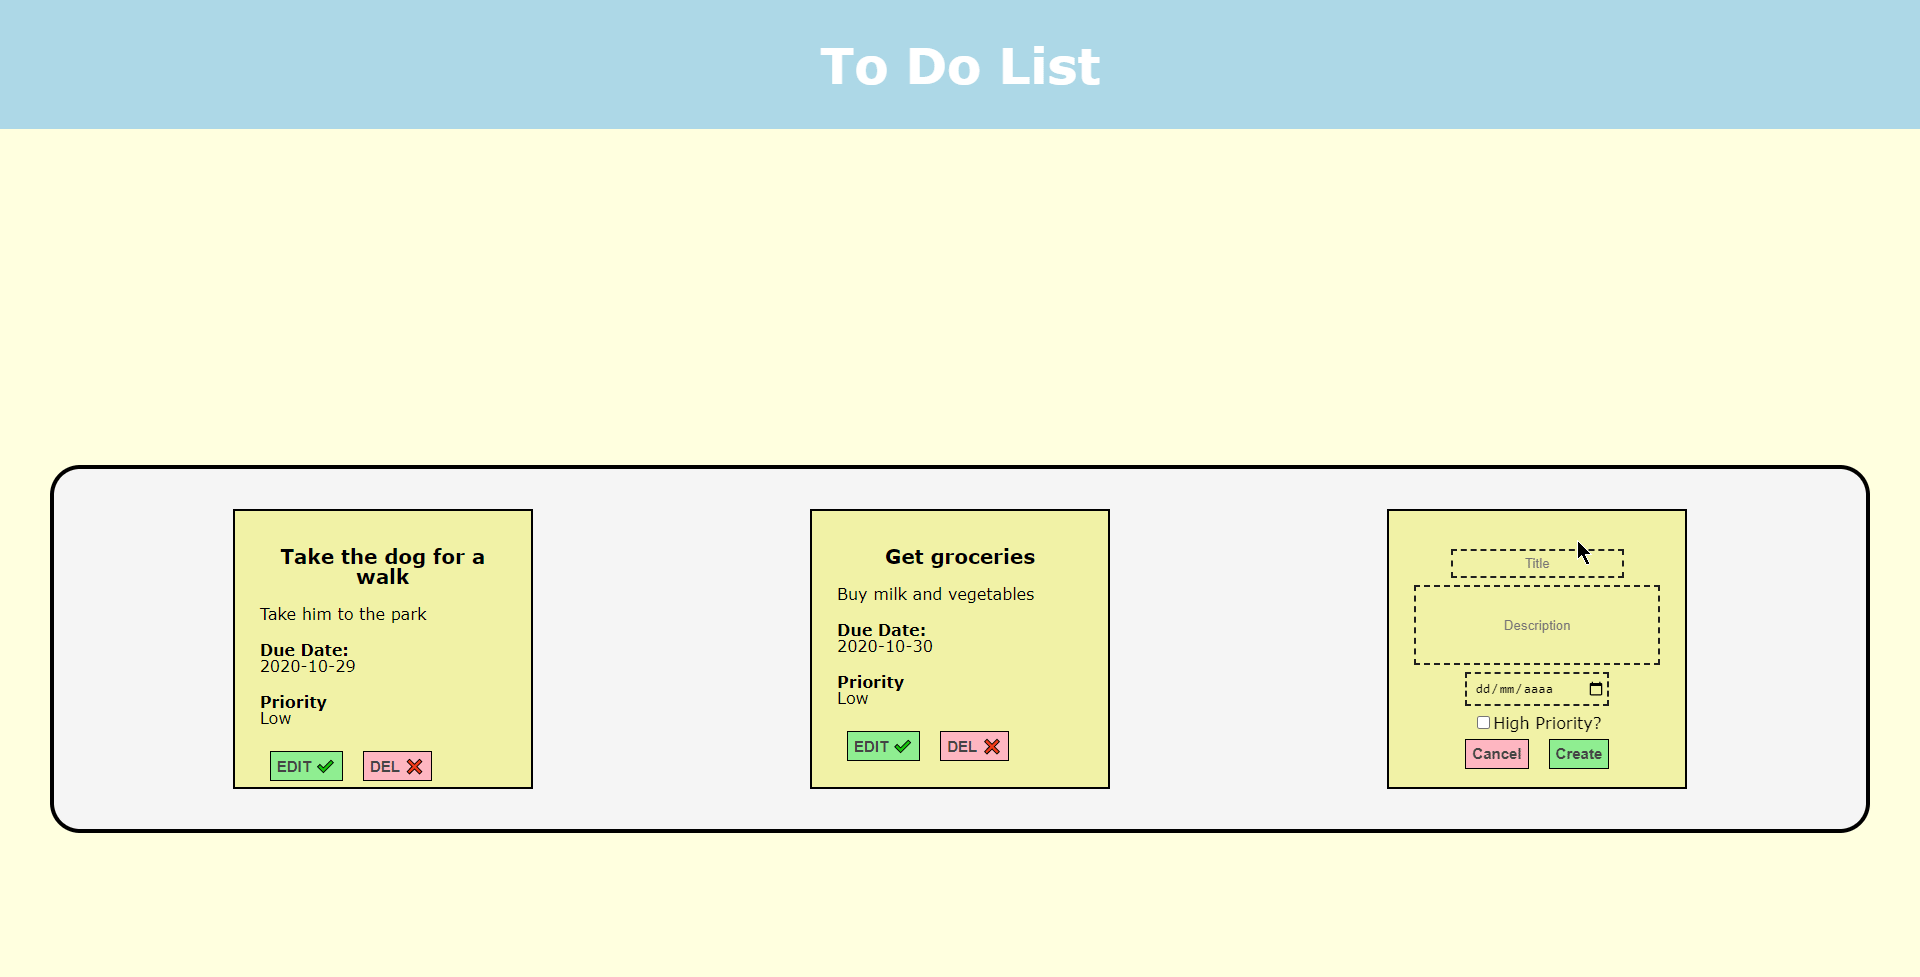 To Do List
Take the dog for a
walk
Take him to the park
Due Date:
2020-10-29
Priority
Low
EDIT
DEL
Get groceries
Buy milk and vegetables
Due Date:
2020-10-30
Priority
Low
EDIT
DEL
Title
Description
dd/mm/aaaa
High Priority?
Cancel
Create